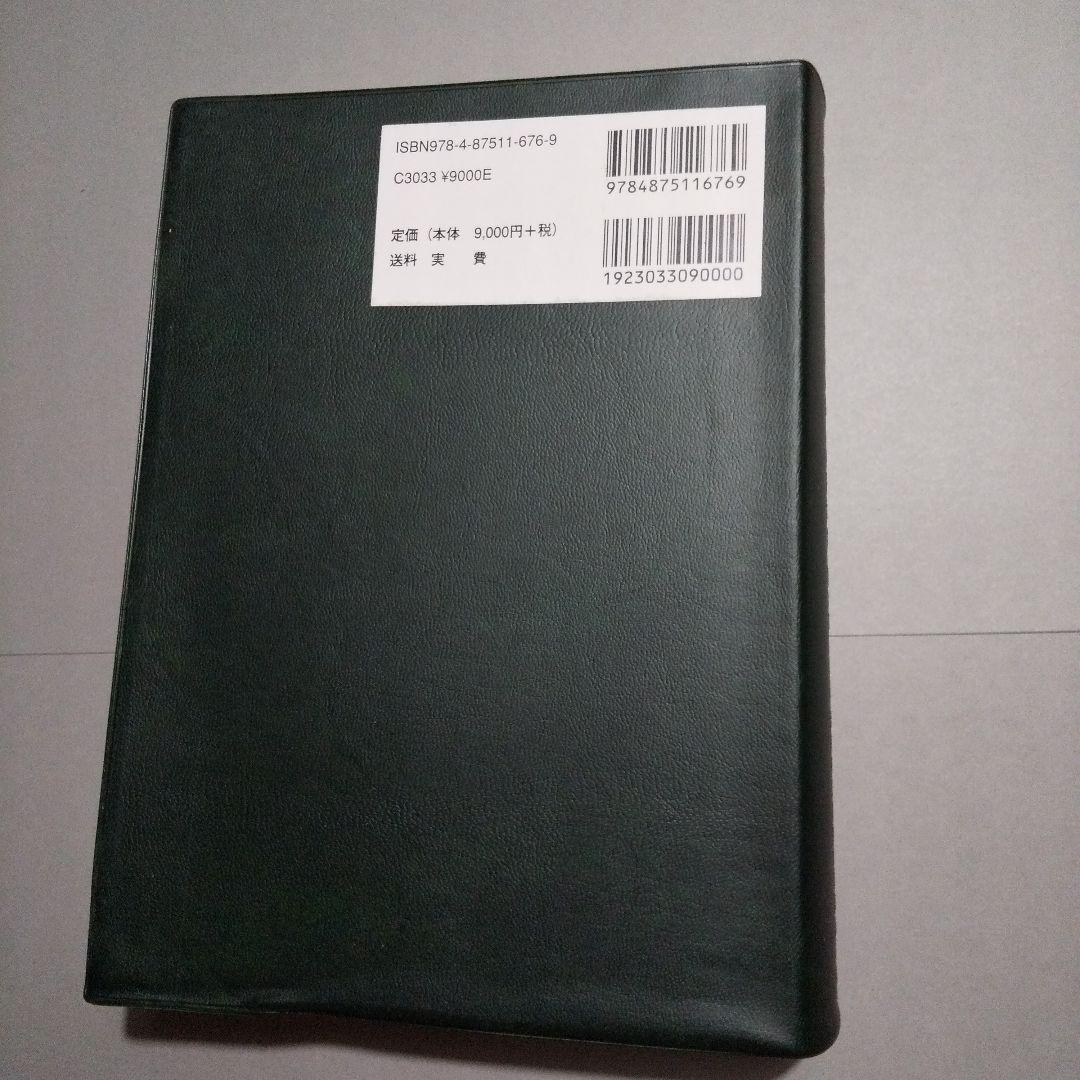 ISBN978-4-87511-676-9
C3033 ¥9000E
定価（本体　9,000円＋税）
送料　実　　費
9784875116769
1923033090000